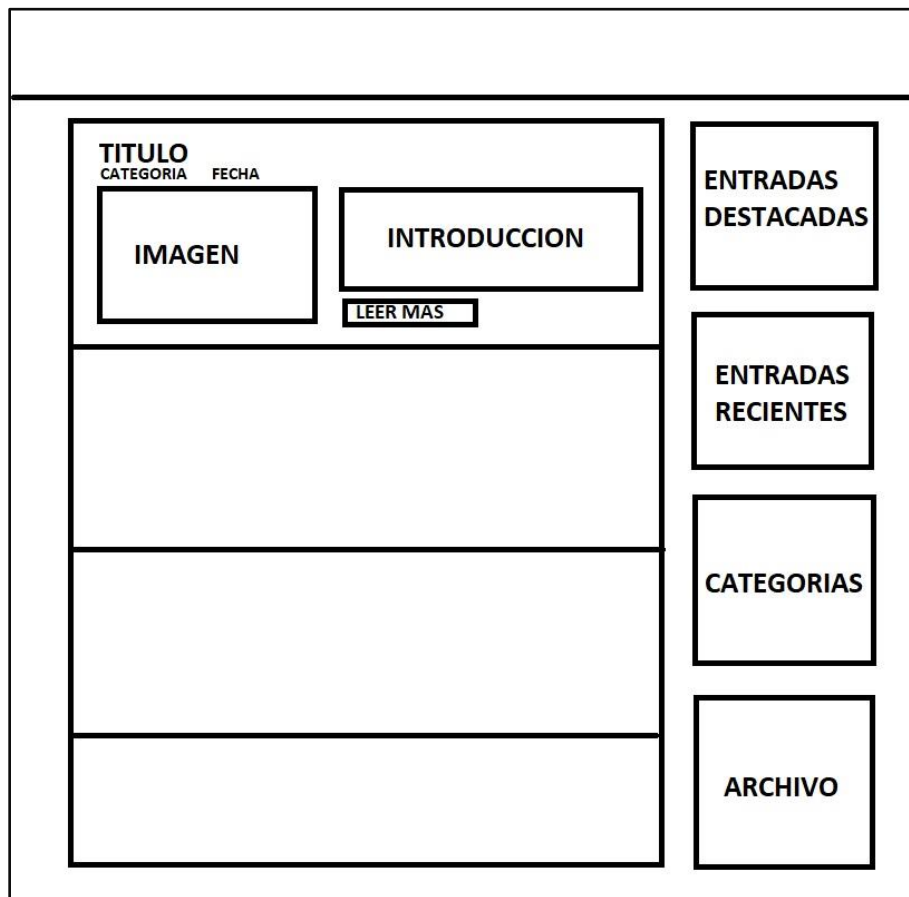 TITULO
CATEGORIA FECHA
IMAGEN
INTRODUCCION
LEER MAS
ENTRADAS
DESTACADAS
ENTRADAS
RECIENTES
CATEGORIAS
ARCHIVO